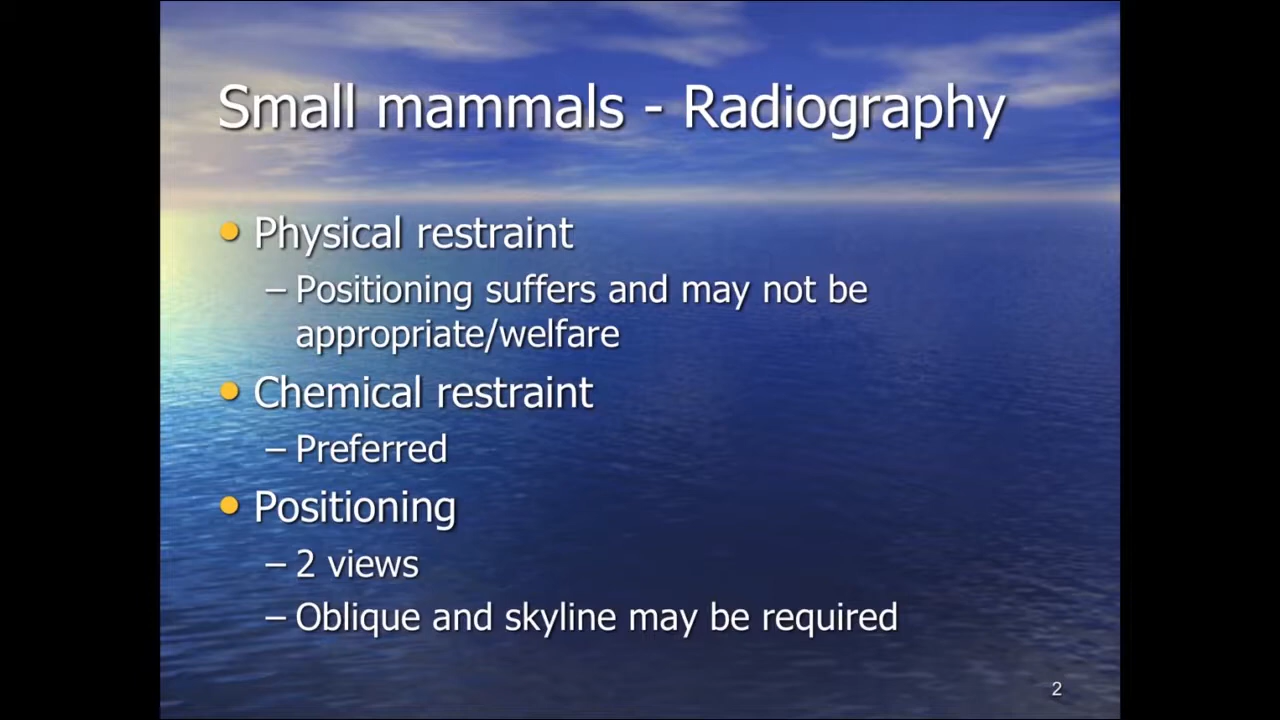 Small mammals - Radiography
• Physical restraint
– Positioning suffers and may not be
appropriate/welfare
• Chemical restraint
– Preferred
• Positioning
– 2 views
– Oblique and skyline may be required
2